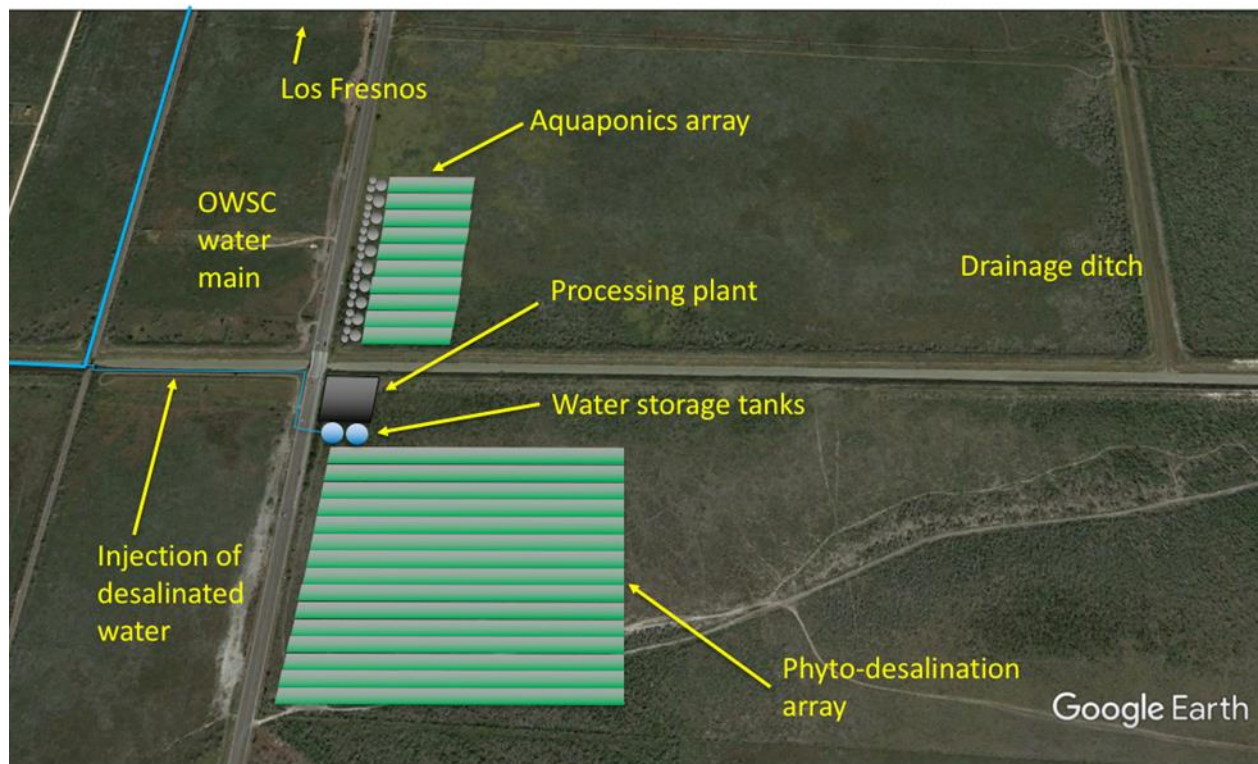 Los Fresnos
Aquaponics array
OWSC
water
main
Drainage ditch
Processing plant
Water storage tanks
Injection of
desalinated
water
Phyto-desalination
array
Google Earth